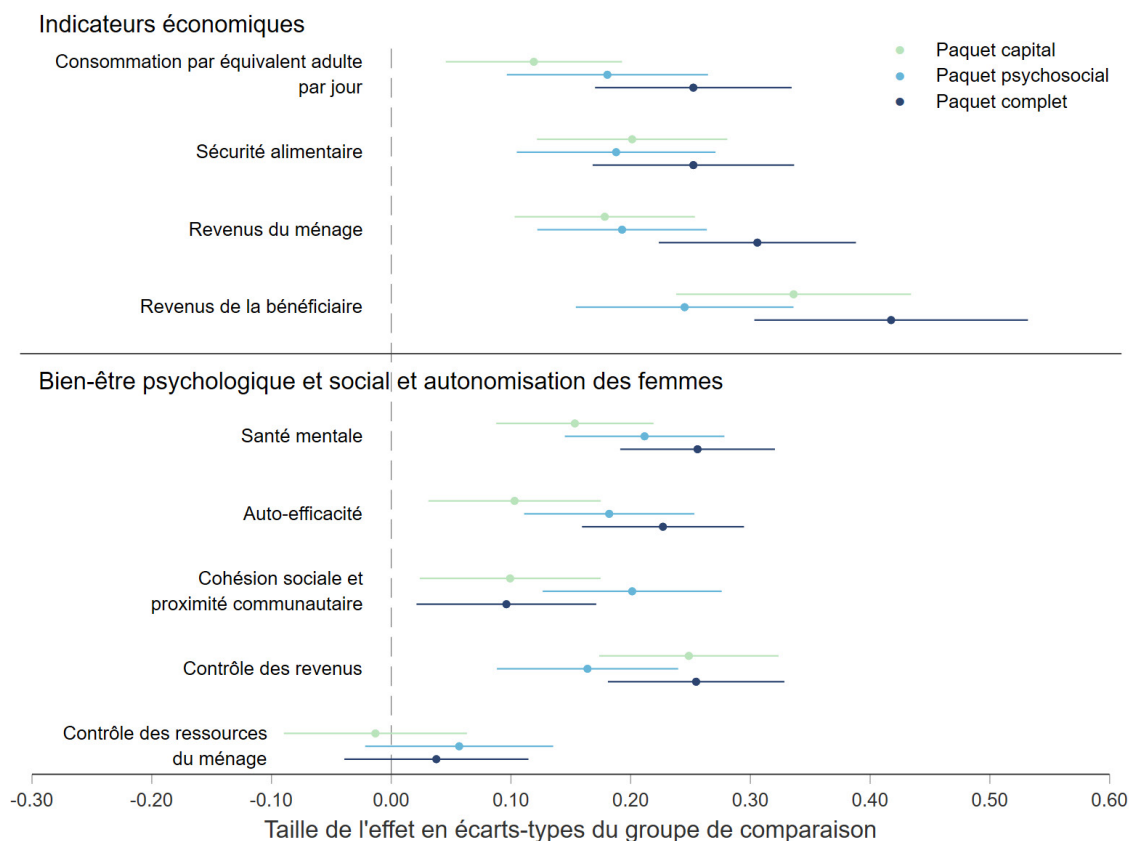 Indicateurs économiques
Paquet capital
Paquet psychosocial
Paquet complet
Consommation par équivalent adulte
par jour
Sécurité alimentaire
Revenus du ménage
Revenus de la bénéficiaire
Bien-être psychologique et social et autonomisation des femmes
Santé mentale
Auto-efficacité
Cohésion sociale et
proximité communautaire
Contrôle des revenus
Contrôle des ressources
du ménage
-0.30 -0.20 -0.10 0.00 0.10 0.20 0.30 0.40 0.50 0.60
Taille de l'effet en écarts-types du groupe de comparaison